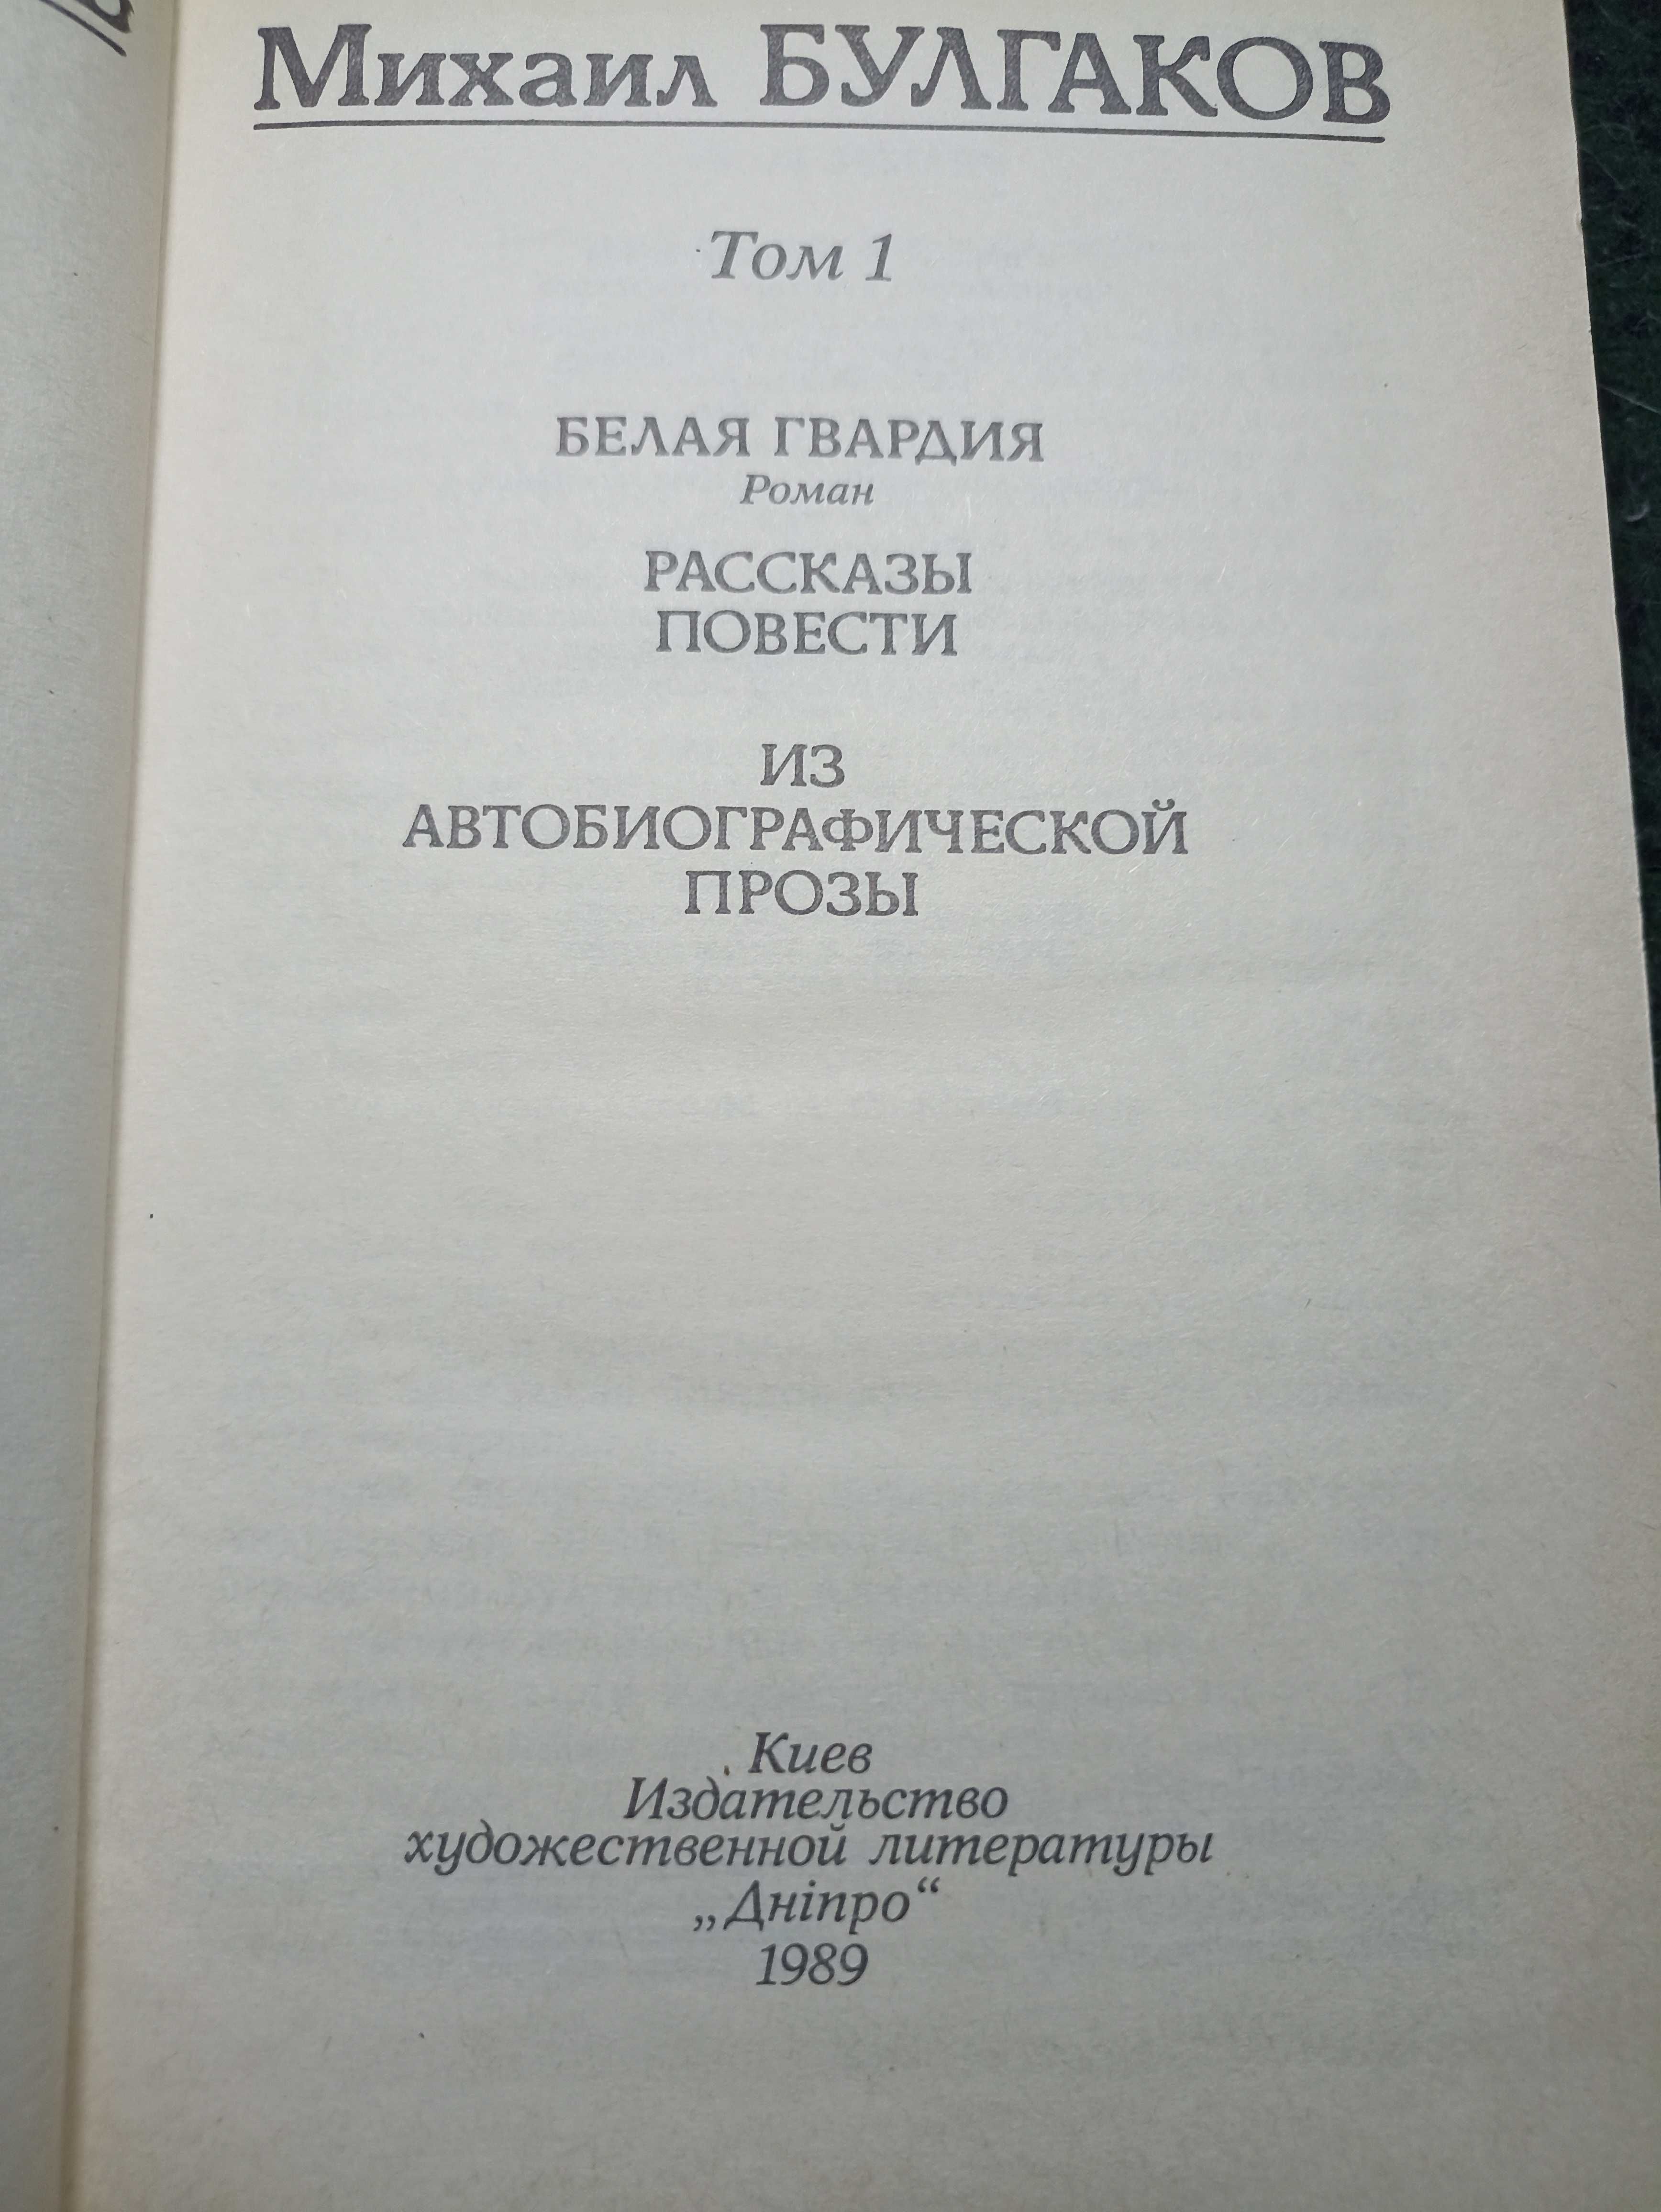 Михаил БУЛГАКОВ
Том 1
БЕЛАЯ ГВАРДИЯ
Роман
РАССКАЗЫ
ПОВЕСТИ
ИЗ
АВТОБИОГРАФИЧЕСКОЙ
ПРОЗЫ
Киев
Издательство
художественной литературы
„Дніпро“
1989